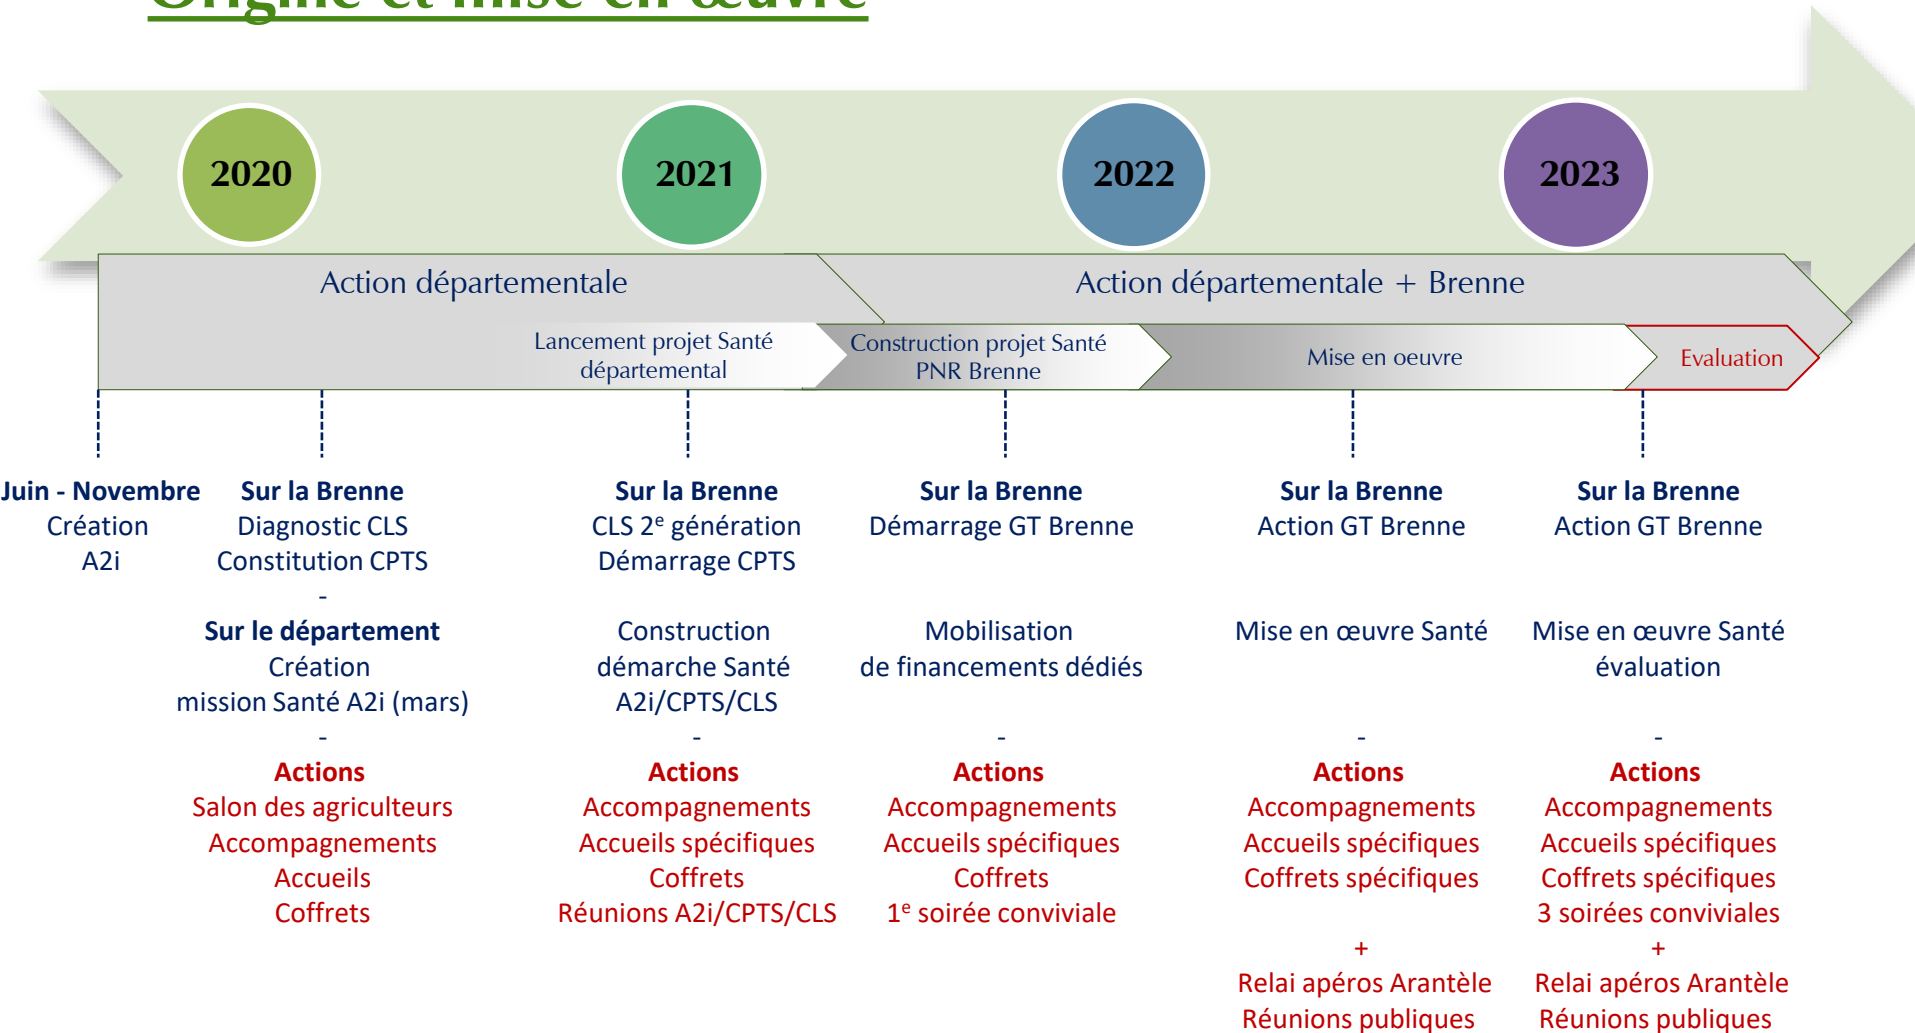 Origine et mise en œuvre
2020
2021
2022
2023
Action départementale
Action départementale + Brenne
Lancement projet Santé
départemental
Construction projet Santé
PNR Brenne
Mise en oeuvre
Evaluation
Juin - Novembre
Création
A2i
Sur la Brenne
Diagnostic CLS
Constitution CPTS
-
Sur le département
Création
mission Santé A2i (mars)
-
Actions
Salon des agriculteurs
Accompagnements
Accueils
Coffrets
Sur la Brenne
CLS 2e génération
Démarrage CPTS
Construction
démarche Santé
A2i/CPTS/CLS
-
Actions
Accompagnements
Accueils spécifiques
Coffrets
Réunions A2i/CPTS/CLS
Sur la Brenne
Démarrage GT Brenne
Mobilisation
de financements dédiés
-
Actions
Accompagnements
Accueils spécifiques
Coffrets
1e soirée conviviale
Sur la Brenne
Action GT Brenne
Mise en œuvre Santé
-
Actions
Accompagnements
Accueils spécifiques
Coffrets spécifiques
+
Relai apéros Arantèle
Réunions publiques
Sur la Brenne
Action GT Brenne
Mise en œuvre Santé
évaluation
-
Actions
Accompagnements
Accueils spécifiques
Coffrets spécifiques
3 soirées conviviales
+
Relai apéros Arantèle
Réunions publiques